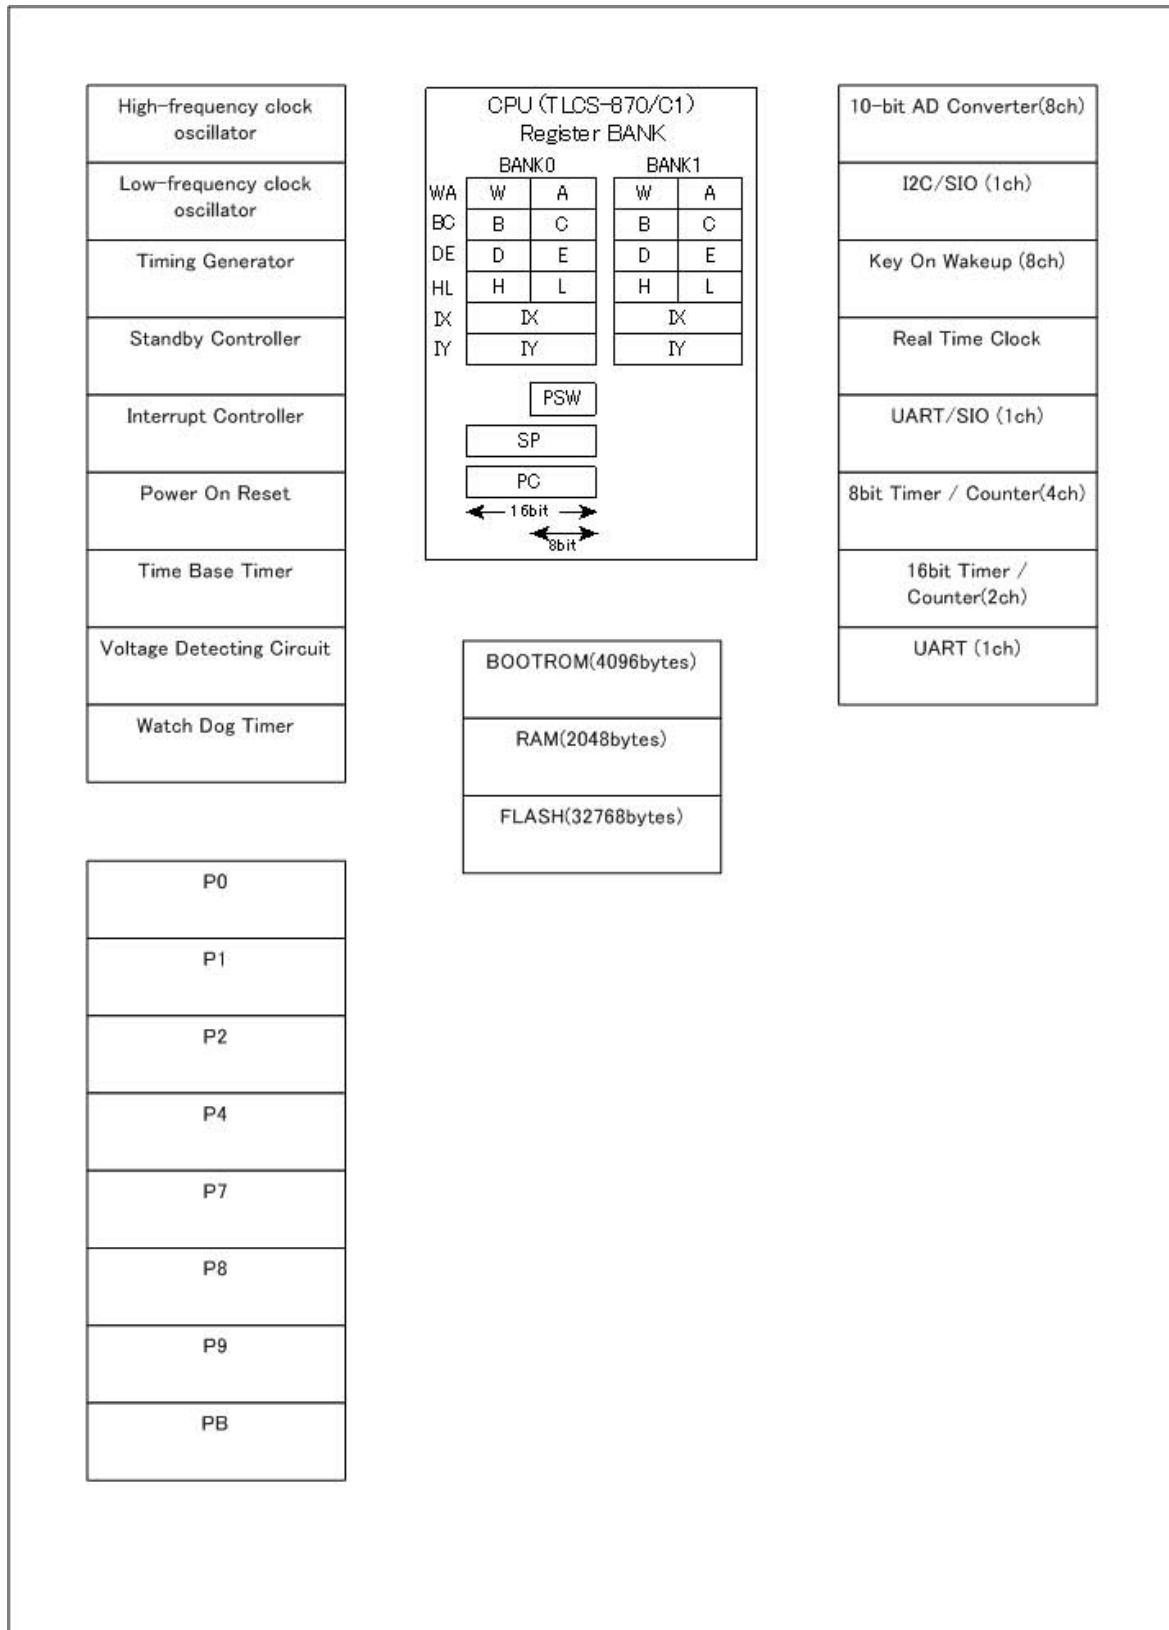 High-frequency clock
oscillator
Low-frequency clock
oscillator
Timing Generator
Standby Controller
Interrupt Controller
Power On Reset
Time Base Timer
Voltage Detecting Circuit
Watch Dog Timer
P0
P1
P2
P4
P7
P8
P9
PB
CPU (TLCS-870/C1)
Register BANK
BANK0 BANK1
WA W A W A
BC B C B C
DE D E D E
HL H L H L
IX IX IX
IY IY IY
PSW
SP
PC
16bit
8bit
BOOTROM(4096bytes)
RAM(2048bytes)
FLASH(32768bytes)
10-bit AD Converter(8ch)
I2C/SIO (1ch)
Key On Wakeup (8ch)
Real Time Clock
UART/SIO (1ch)
8bit Timer / Counter(4ch)
16bit Timer /
Counter(2ch)
UART (1ch)